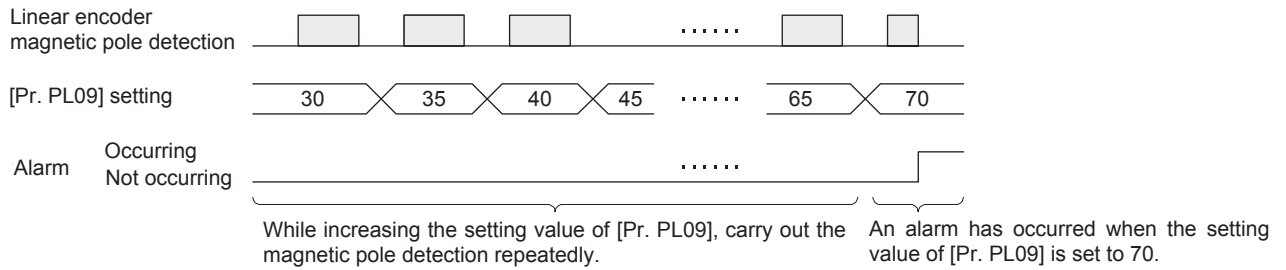 Linear encoder
magnetic pole detection
[Pr. PL09] setting
30 35 40 45 ...... 65 70
Alarm
Occurring
Not occurring
While increasing the setting value of [Pr. PL09], carry out the
magnetic pole detection repeatedly.
An alarm has occurred when the setting
value of [Pr. PL09] is set to 70.